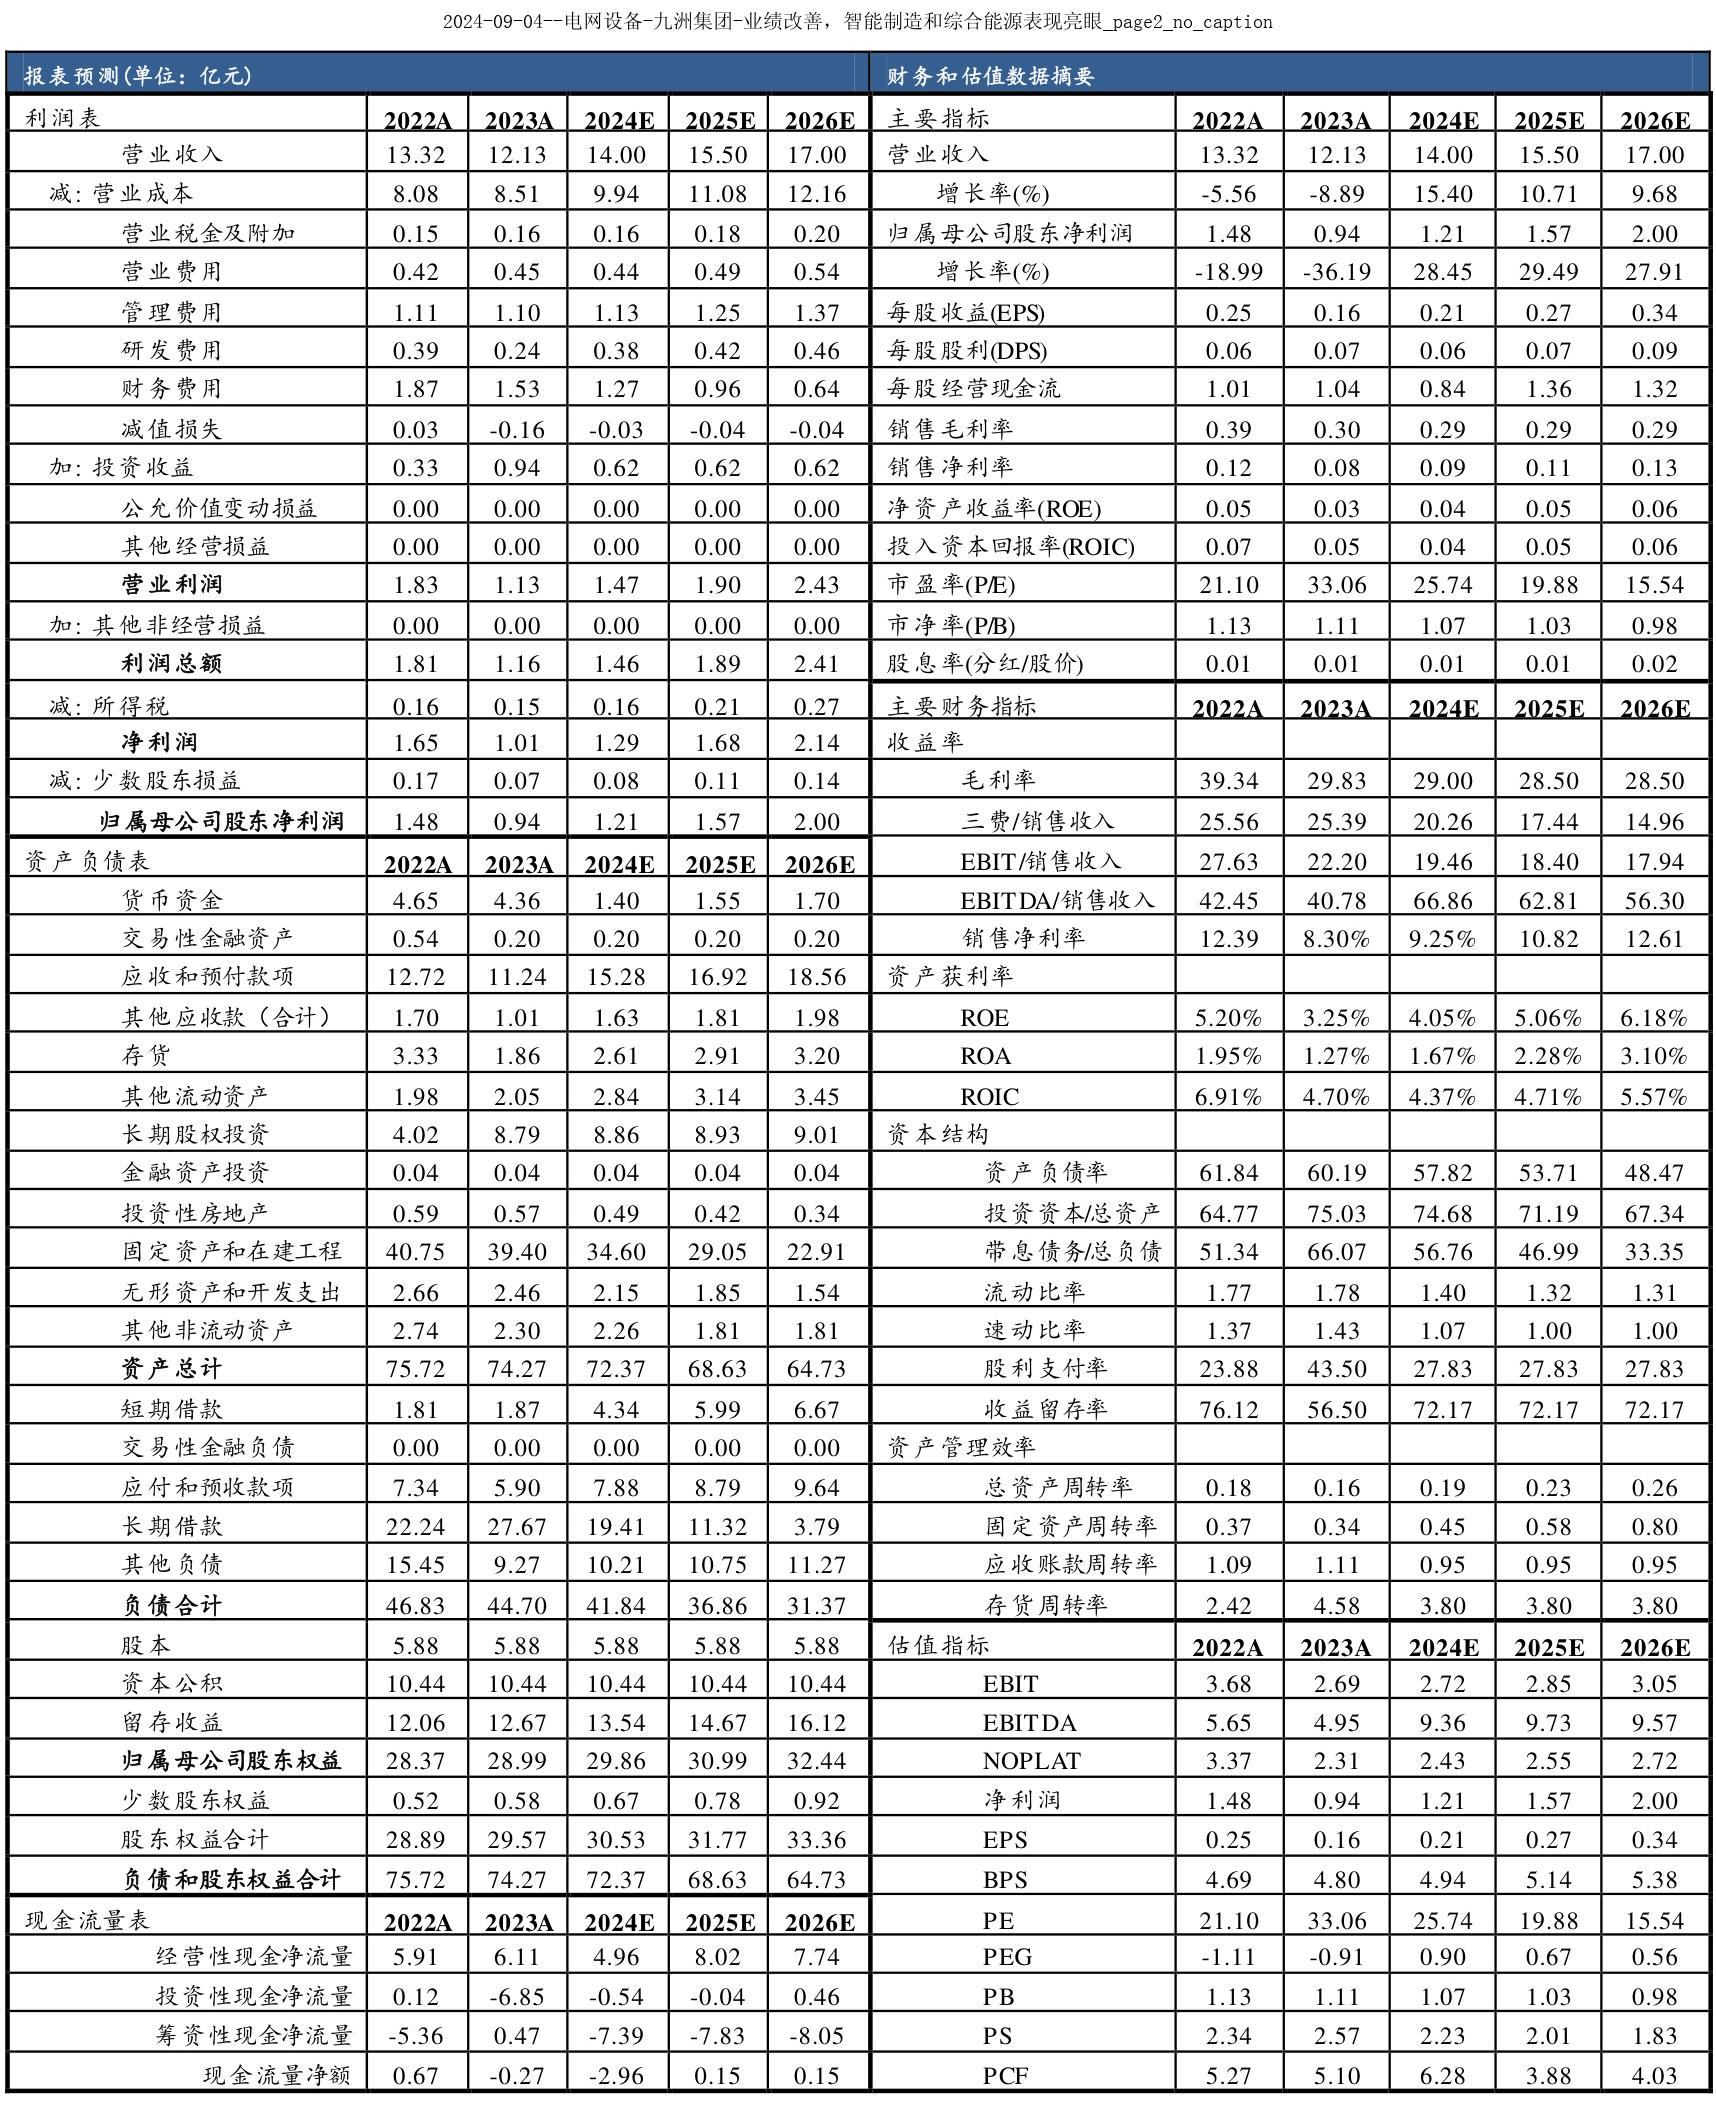 2024-09-04--电网设备-九洲集团-业绩改善，智能制造和综合能源表现亮眼_page2_no_caption
报表预测(单位：亿元) 财务和估值数据摘要
利润表 2022A 2023A 2024E 2025E 2026E 主要指标 2022A 2023A 2024E 2025E 2026E
营业收入 13.32 12.13 14.00 15.50 17.00 营业收入 13.32 12.13 14.00 15.50 17.00
减: 营业成本 8.08 8.51 9.94 11.08 12.16 增长率(%) -5.56 -8.89 15.40 10.71 9.68
营业税金及附加 0.15 0.16 0.16 0.18 0.20 归属母公司股东净利润 1.48 0.94 1.21 1.57 2.00
营业费用 0.42 0.45 0.44 0.49 0.54 增长率(%) -18.99 -36.19 28.45 29.49 27.91
管理费用 1.11 1.10 1.13 1.25 1.37 每股收益(EPS) 0.25 0.16 0.21 0.27 0.34
研发费用 0.39 0.24 0.38 0.42 0.46 每股股利(DPS) 0.06 0.07 0.06 0.07 0.09
财务费用 1.87 1.53 1.27 0.96 0.64 每股经营现金流 1.01 1.04 0.84 1.36 1.32
减值损失 0.03 -0.16 -0.03 -0.04 -0.04 销售毛利率 0.39 0.30 0.29 0.29 0.29
加: 投资收益 0.33 0.94 0.62 0.62 0.62 销售净利率 0.12 0.08 0.09 0.11 0.13
公允价值变动损益 0.00 0.00 0.00 0.00 0.00 净资产收益率(ROE) 0.05 0.03 0.04 0.05 0.06
其他经营损益 0.00 0.00 0.00 0.00 0.00 投入资本回报率(ROIC) 0.07 0.05 0.04 0.05 0.06
营业利润 1.83 1.13 1.47 1.90 2.43 市盈率(P/E) 21.10 33.06 25.74 19.88 15.54
加: 其他非经营损益 0.00 0.00 0.00 0.00 0.00 市净率(P/B) 1.13 1.11 1.07 1.03 0.98
利润总额 1.81 1.16 1.46 1.89 2.41 股息率(分红/股价) 0.01 0.01 0.01 0.01 0.02
减: 所得税 0.16 0.15 0.16 0.21 0.27 主要财务指标 2022A 2023A 2024E 2025E 2026E
净利润 1.65 1.01 1.29 1.68 2.14 收益率
减: 少数股东损益 0.17 0.07 0.08 0.11 0.14 毛利率 39.34 29.83 29.00 28.50 28.50
归属母公司股东净利润 1.48 0.94 1.21 1.57 2.00 三费/销售收入 25.56 25.39 20.26 17.44 14.96
资产负债表 2022A 2023A 2024E 2025E 2026E EBIT/销售收入 27.63 22.20 19.46 18.40 17.94
货币资金 4.65 4.36 1.40 1.55 1.70 EBITDA/销售收入 42.45 40.78 66.86 62.81 56.30
交易性金融资产 0.54 0.20 0.20 0.20 0.20 销售净利率 12.39 8.30% 9.25% 10.82 12.61
应收和预付款项 12.72 11.24 15.28 16.92 18.56 资产获利率
其他应收款（合计） 1.70 1.01 1.63 1.81 1.98 ROE 5.20% 3.25% 4.05% 5.06% 6.18%
存货 3.33 1.86 2.61 2.91 3.20 ROA 1.95% 1.27% 1.67% 2.28% 3.10%
其他流动资产 1.98 2.05 2.84 3.14 3.45 ROIC 6.91% 4.70% 4.37% 4.71% 5.57%
长期股权投资 4.02 8.79 8.86 8.93 9.01 资本结构
金融资产投资 0.04 0.04 0.04 0.04 0.04 资产负债率 61.84 60.19 57.82 53.71 48.47
投资性房地产 0.59 0.57 0.49 0.42 0.34 投资资本/总资产 64.77 75.03 74.68 71.19 67.34
固定资产和在建工程 40.75 39.40 34.60 29.05 22.91 带息债务/总负债 51.34 66.07 56.76 46.99 33.35
无形资产和开发支出 2.66 2.46 2.15 1.85 1.54 流动比率 1.77 1.78 1.40 1.32 1.31
其他非流动资产 2.74 2.30 2.26 1.81 1.81 速动比率 1.37 1.43 1.07 1.00 1.00
资产总计 75.72 74.27 72.37 68.63 64.73 股利支付率 23.88 43.50 27.83 27.83 27.83
短期借款 1.81 1.87 4.34 5.99 6.67 收益留存率 76.12 56.50 72.17 72.17 72.17
交易性金融负债 0.00 0.00 0.00 0.00 0.00 资产管理效率
应付和预收款项 7.34 5.90 7.88 8.79 9.64 总资产周转率 0.18 0.16 0.19 0.23 0.26
长期借款 22.24 27.67 19.41 11.32 3.79 固定资产周转率 0.37 0.34 0.45 0.58 0.80
其他负债 15.45 9.27 10.21 10.75 11.27 应收账款周转率 1.09 1.11 0.95 0.95 0.95
负债合计 46.83 44.70 41.84 36.86 31.37 存货周转率 2.42 4.58 3.80 3.80 3.80
股本 5.88 5.88 5.88 5.88 5.88 估值指标 2022A 2023A 2024E 2025E 2026E
资本公积 10.44 10.44 10.44 10.44 10.44 EBIT 3.68 2.69 2.72 2.85 3.05
留存收益 12.06 12.67 13.54 14.67 16.12 EBITDA 5.65 4.95 9.36 9.73 9.57
归属母公司股东权益 28.37 28.99 29.86 30.99 32.44 NOPLAT 3.37 2.31 2.43 2.55 2.72
少数股东权益 0.52 0.58 0.67 0.78 0.92 净利润 1.48 0.94 1.21 1.57 2.00
股东权益合计 28.89 29.57 30.53 31.77 33.36 EPS 0.25 0.16 0.21 0.27 0.34
负债和股东权益合计 75.72 74.27 72.37 68.63 64.73 BPS 4.69 4.80 4.94 5.14 5.38
现金流量表 2022A 2023A 2024E 2025E 2026E PE 21.10 33.06 25.74 19.88 15.54
经营性现金净流量 5.91 6.11 4.96 8.02 7.74 PEG -1.11 -0.91 0.90 0.67 0.56
投资性现金净流量 0.12 -6.85 -0.54 -0.04 0.46 PB 1.13 1.11 1.07 1.03 0.98
筹资性现金净流量 -5.36 0.47 -7.39 -7.83 -8.05 PS 2.34 2.57 2.23 2.01 1.83
现金流量净额 0.67 -0.27 -2.96 0.15 0.15 PCF 5.27 5.10 6.28 3.88 4.03